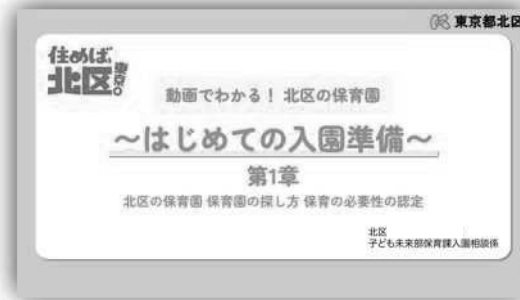 東京都北区
住めば、
北区東京。
動画でわかる！ 北区の保育園
～はじめての入園準備～
第1章
北区の保育園 保育園の探し方 保育の必要性の認定
北区
子ども未来部保育課入園相談係